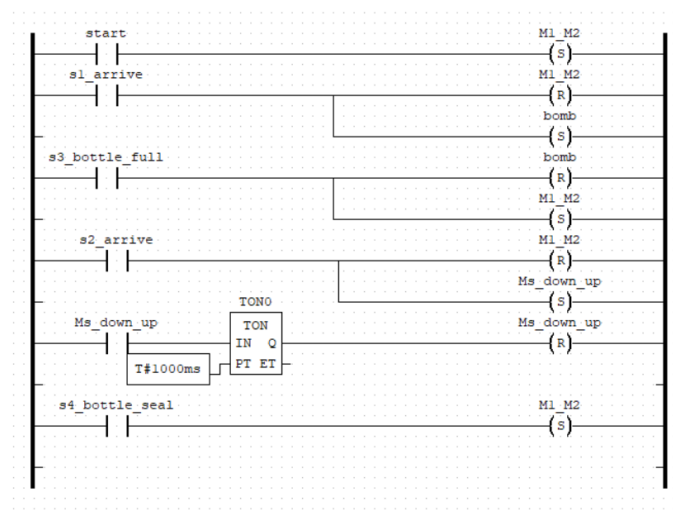 start M1_M2
S
s1_arrive M1_M2
R
bomb
S
s3_bottle_full bomb
R
M1_M2
S
s2_arrive M1_M2
R
Ms_down_up
S
TON0
Ms_down_up TON Ms_down_up
IN Q R
T#1000ms PT ET
s4_bottle_seal M1_M2
S